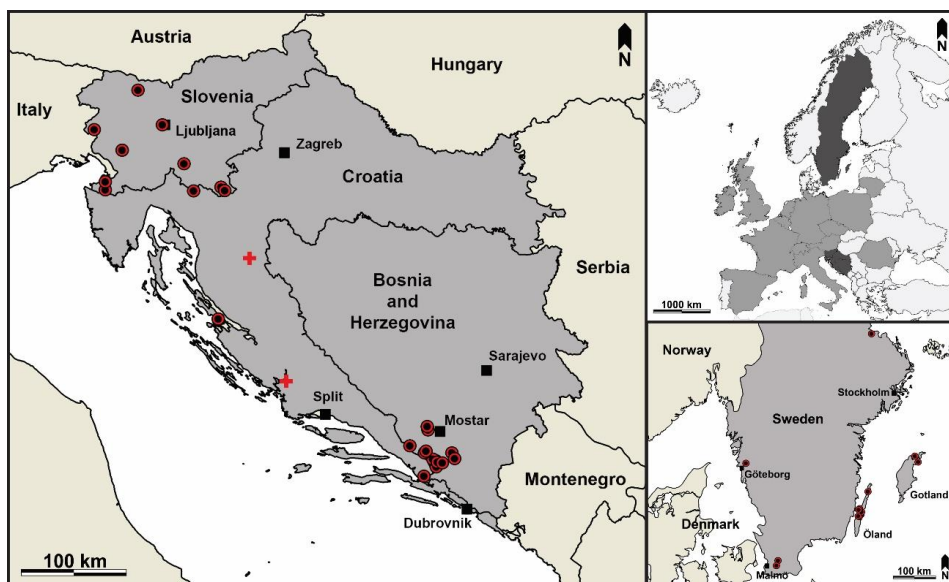 Austria
N
Hungary
Italy
Slovenia
Ljubljana
Zagreb
Croatia
Serbia
Bosnia
and
Herzegovina
Sarajevo
Split
Mostar
Montenegro
Dubrovnik
100 km
N
1000 km
Norway
Stockholm
Sweden
Göteborg
Gotland
Denmark
Öland
Malmö
100 km
N